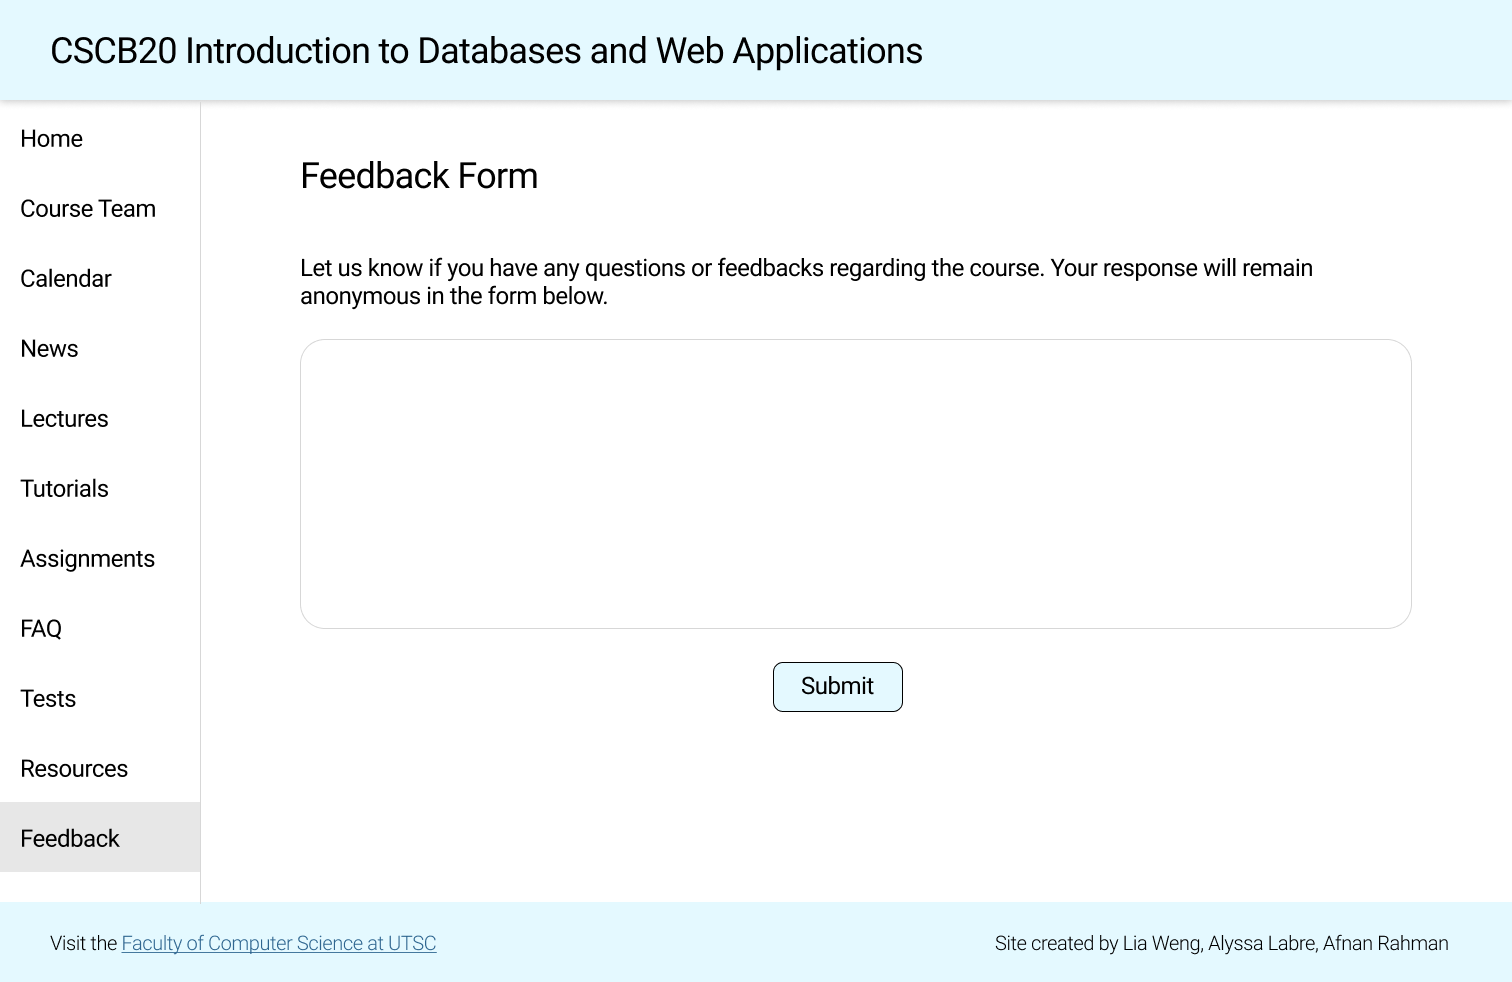 CSCB20 Introduction to Databases and Web Applications
Home
Course Team
Calendar
News
Lectures
Tutorials
Assignments
FAQ
Tests
Resources
Feedback
Feedback Form
Let us know if you have any questions or feedbacks regarding the course. Your response will remain
anonymous in the form below.
Submit
Visit the Faculty of Computer Science at UTSC
Site created by Lia Weng, Alyssa Labre, Afnan Rahman